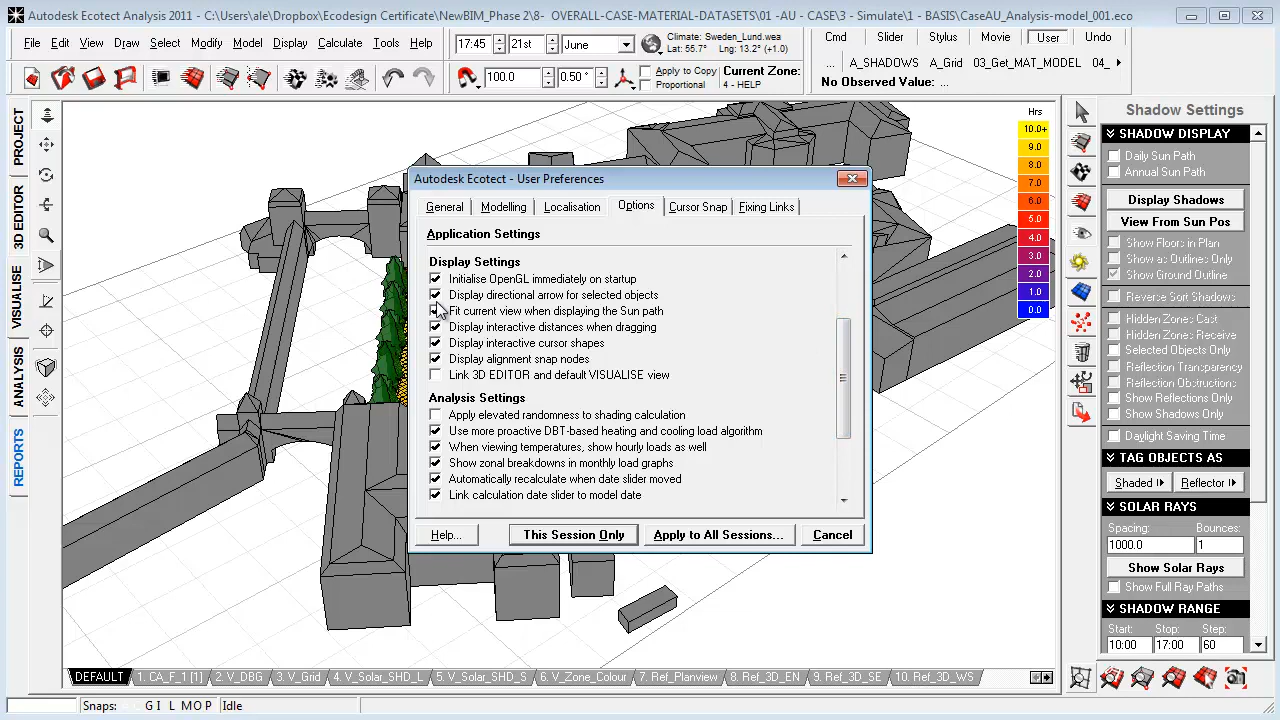 Autodesk Ecotect Analysis 2011 - C:\Users\ale\Dropbox\Ecodesign Certificate\NewBIM_Phase 2\8- OVERALL-CASE-MATERIAL-DATASETS\01 -AU - CASE\3 - Simulate\1 - BASIS\CaseAU_Analysis-model_001.eco
File Edit View Draw Select Modify Model Display Calculate Tools Help
17:45 21st June
Climate: Sweden_Lund.wea
Lat: 55.7° Lng: 13.2° (+1.0)
Cmd Slider Stylus Movie User Undo
... A_SHADOWS A_Grid 03_Get_MAT_MODEL 04_
No Observed Value: ...
100.0 0.50 °
Apply to Copy
Proportional
Current Zone:
4 - HELP
PROJECT
3D EDITOR
VISUALISE
ANALYSIS
REPORTS
Hrs
10.0+
9.0
8.0
7.0
6.0
5.0
4.0
3.0
2.0
1.0
0.0
Autodesk Ecotect - User Preferences
General Modelling Localisation Options Cursor Snap Fixing Links
Application Settings
Display Settings
Initialise OpenGL immediately on startup
Display directional arrow for selected objects
Fit current view when displaying the Sun path
Display interactive distances when dragging
Display interactive cursor shapes
Display alignment snap nodes
Link 3D EDITOR and default VISUALISE view
Analysis Settings
Apply elevated randomness to shading calculation
Use more proactive DBT-based heating and cooling load algorithm
When viewing temperatures, show hourly loads as well
Show zonal breakdowns in monthly load graphs
Automatically recalculate when date slider moved
Link calculation date slider to model date
Help... This Session Only Apply to All Sessions... Cancel
Shadow Settings
SHADOW DISPLAY
Daily Sun Path
Annual Sun Path
Display Shadows
View From Sun Pos
Show Floors in Plan
Show as Outlines Only
Show Ground Outline
Reverse Sort Shadows
Hidden Zones Cast
Hidden Zones Receive
Selected Objects Only
Reflection Transparency
Reflection Obstructions
Show Reflections Only
Show Shadows Only
Daylight Saving Time
TAG OBJECTS AS
Shaded Reflector
SOLAR RAYS
Spacing: Bounces:
1000.0 1
Show Solar Rays
Show Full Ray Paths
SHADOW RANGE
Start: Stop: Step:
10:00 17:00 60
DEFAULT 1. CA_F_1 [1] 2. V_DBG 3. V_Grid 4. V_Solar_SHD_L 5. V_Solar_SHD_S 6. V_Zone_Colour 7. Ref_Planview 8. Ref_3D_EN 9. Ref_3D_SE 10. Ref_3D_WS
Snaps: G I L M O P Idle